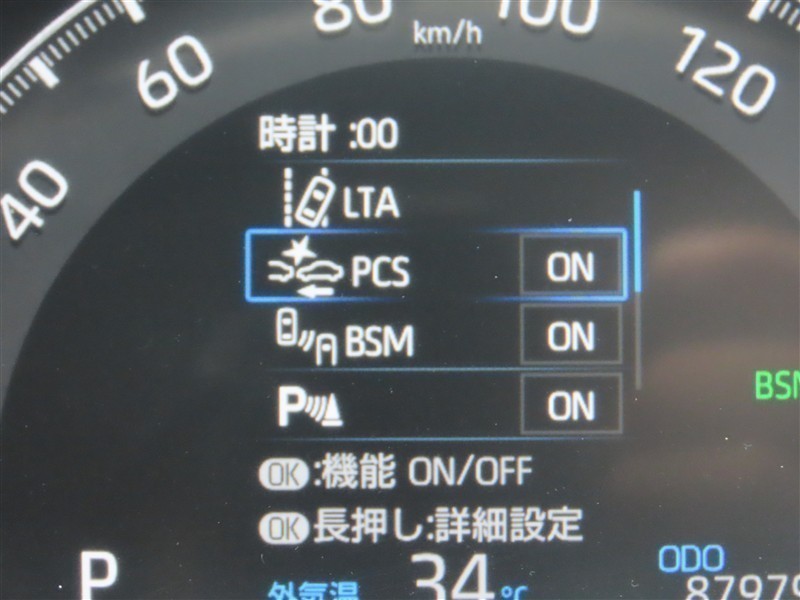 80 100
km/h
60 120
40
時計 :00
LTA
PCS ON
BSM ON
P ON
OK:機能 ON/OFF
OK長押し:詳細設定
BSM
P
外気温 34℃
ODO